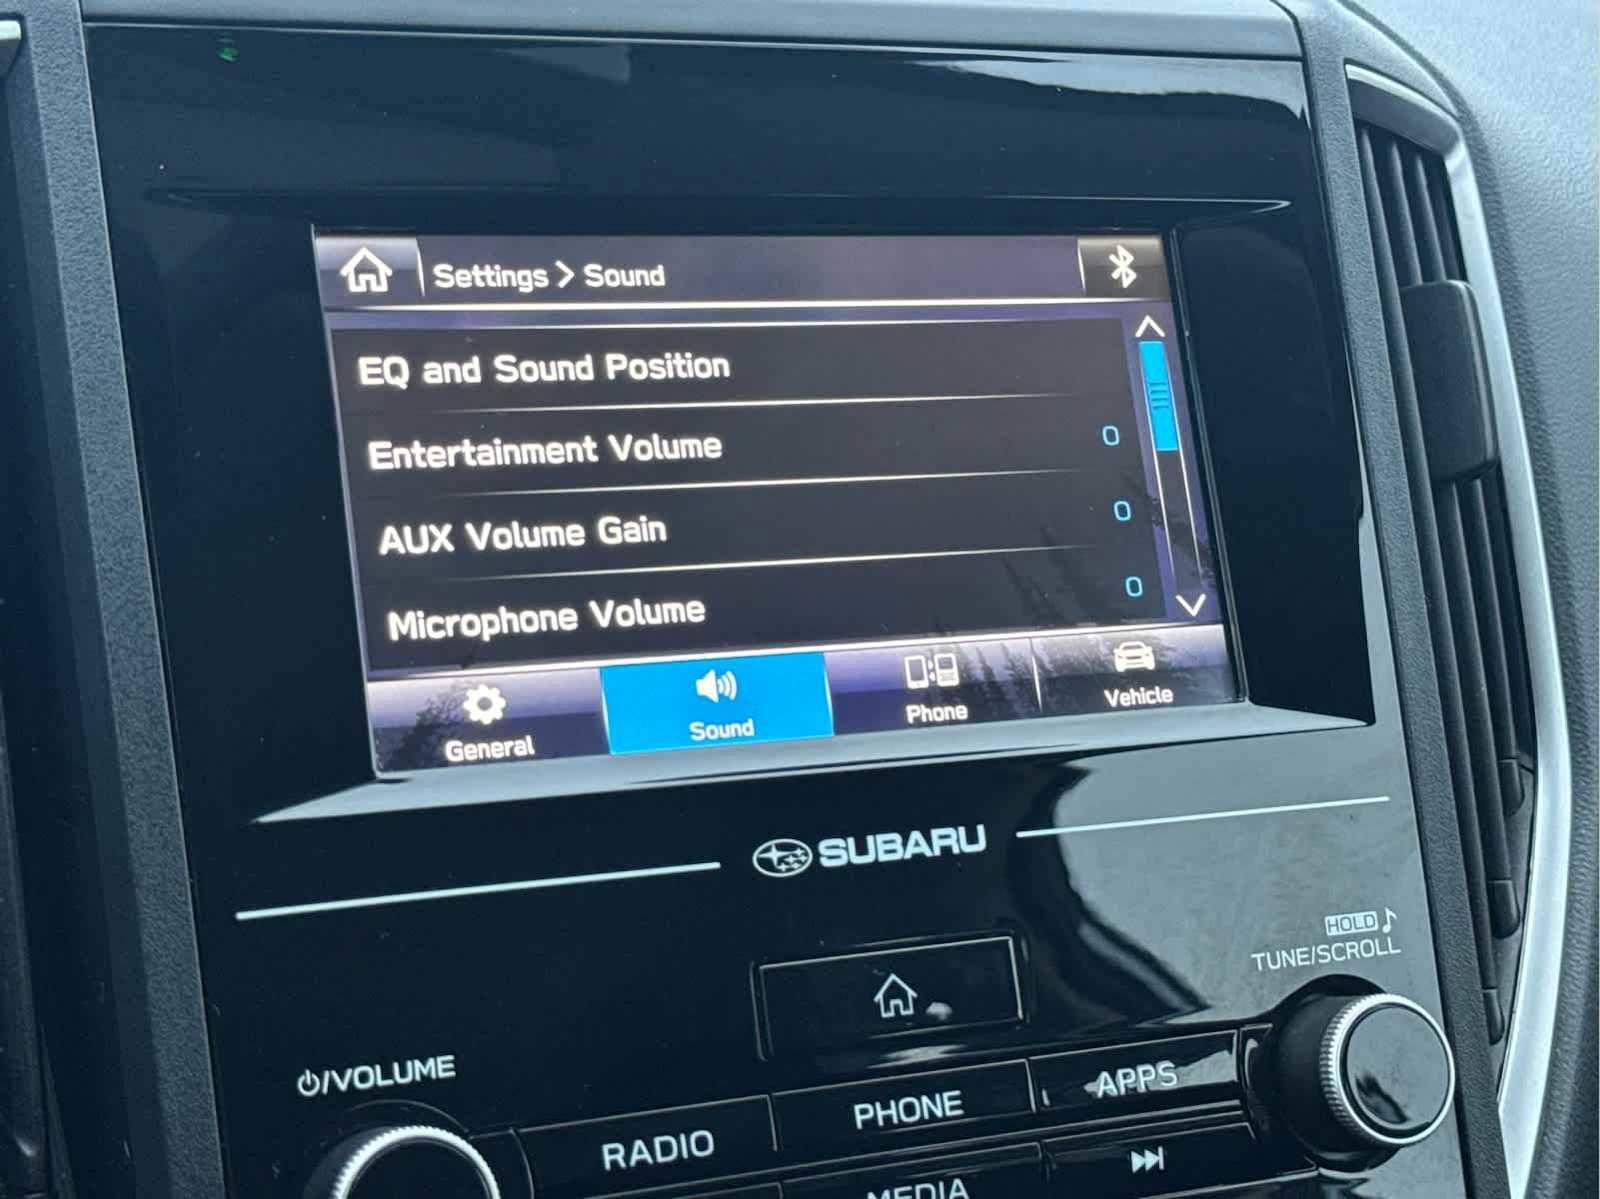 Settings > Sound
EQ and Sound Position
Entertainment Volume 0
AUX Volume Gain 0
Microphone Volume 0
General Sound Phone Vehicle
SUBARU
HOLD
TUNE/SCROLL
/VOLUME
RADIO PHONE APPS
MEDIA